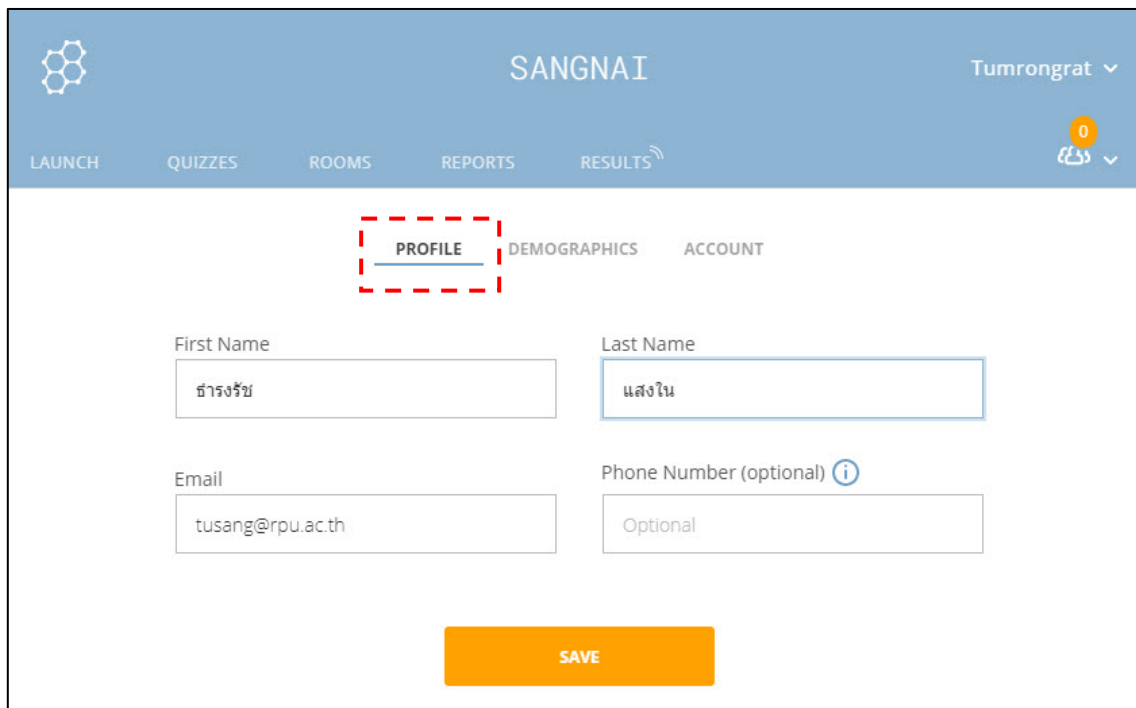 SANGNAI
Tumrongrat
0
LAUNCH QUIZZES ROOMS REPORTS RESULTS
PROFILE DEMOGRAPHICS ACCOUNT
First Name Last Name
ธำรงรัช แสงใน
Email Phone Number (optional)
tusang@rpu.ac.th Optional
SAVE